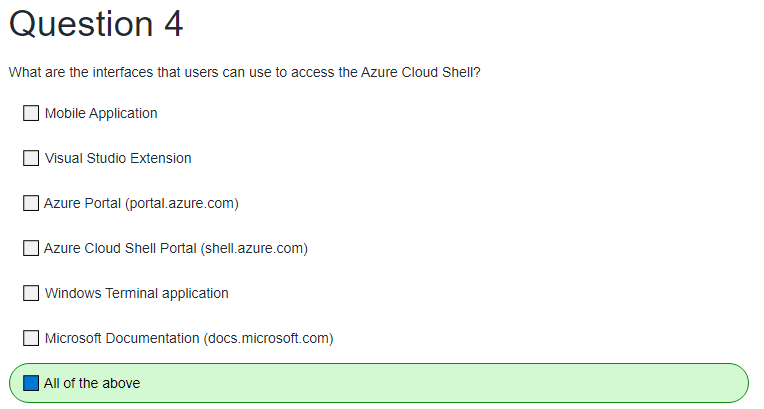 Question 4
What are the interfaces that users can use to access the Azure Cloud Shell?
Mobile Application
Visual Studio Extension
Azure Portal (portal.azure.com)
Azure Cloud Shell Portal (shell.azure.com)
Windows Terminal application
Microsoft Documentation (docs.microsoft.com)
All of the above